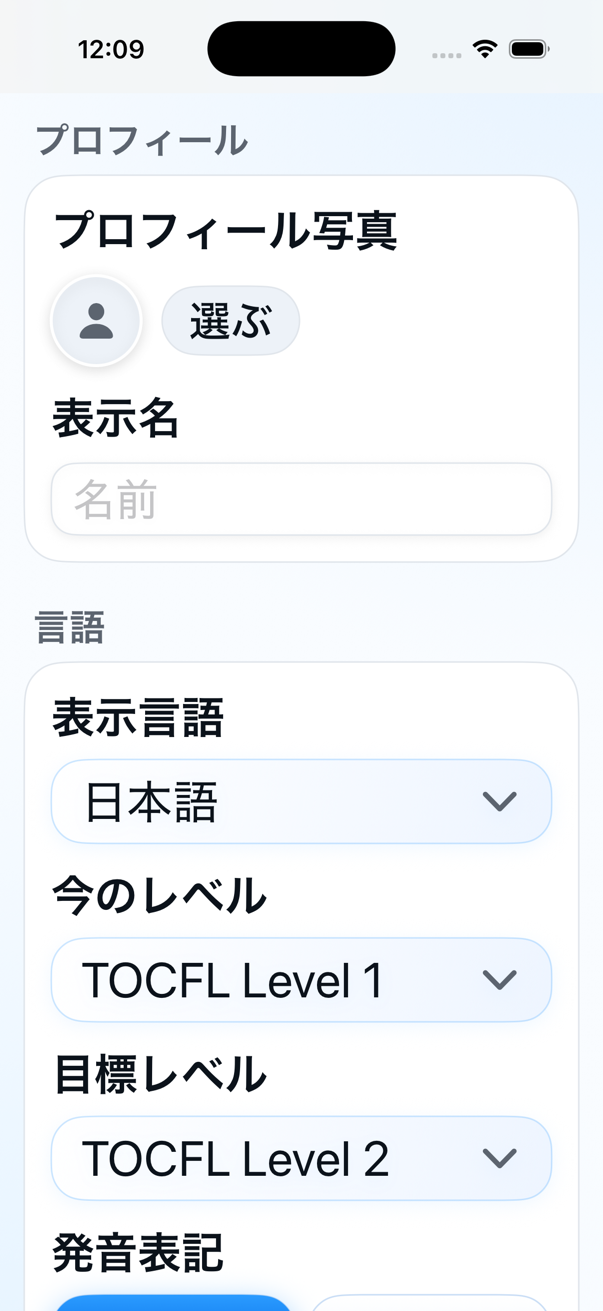 12:09
プロフィール
プロフィール写真
選ぶ
表示名
名前
言語
表示言語
日本語
今のレベル
TOCFL Level 1
目標レベル
TOCFL Level 2
発音表記